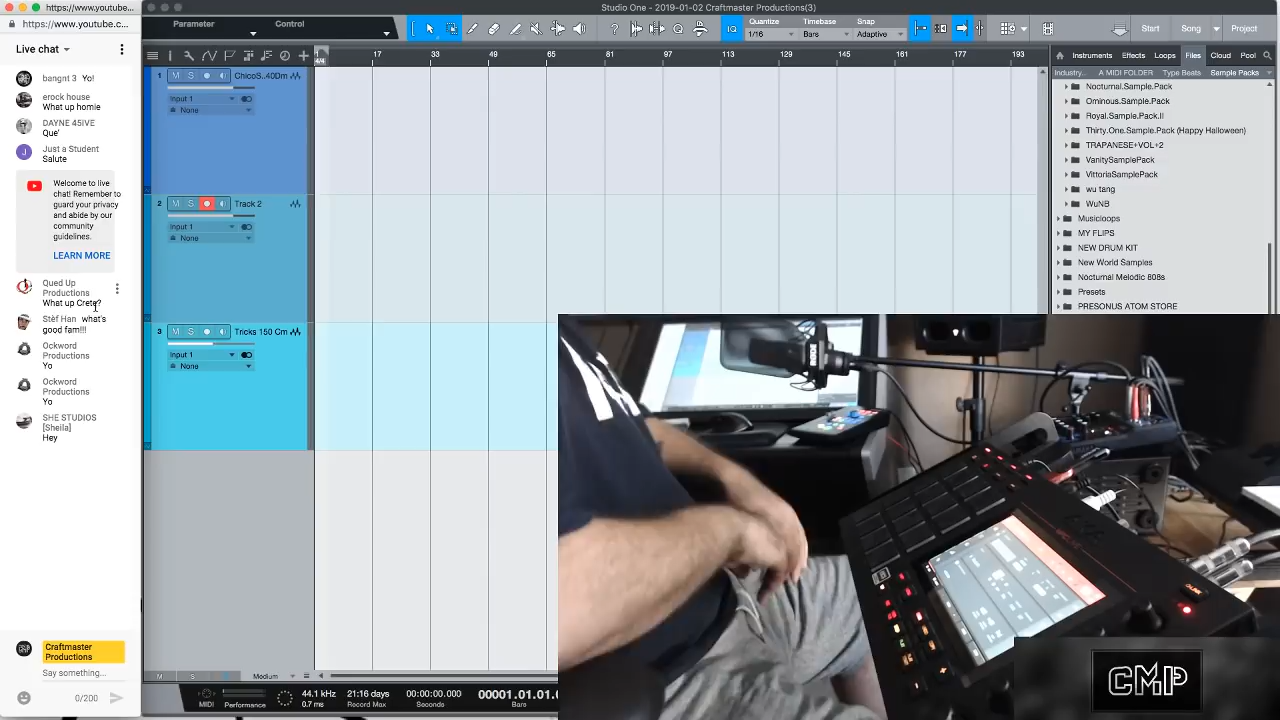 https://www.youtube...
https://www.youtube.c...
Live chat
bangnt 3 Yo!
erock house
What up homie
DAYNE 45IVE
Que'
Just a Student
J
Salute
Welcome to live
chat! Remember to
guard your privacy
and abide by our
community
guidelines.
LEARN MORE
Qued Up
Productions
What up Crete?
Stēf Han what's
good fam!!!
Ockword
Productions
Yo
Ockword
Productions
Yo
SHE STUDIOS
[Sheila]
Hey
Craftmaster
Productions
Say something...
0/200
Studio One - 2019-01-02 Craftmaster Productions(3)
Parameter
Control
IQ
Quantize
1/16
Timebase
Bars
Snap
Adaptive
Start
Song
Project
1
4/4
17
33
49
65
81
97
113
129
145
161
177
193
1
M
S
ChicoS..40Dm
Input 1
None
2
M
S
Track 2
Input 1
None
3
M
S
Tricks 150 Cm
Input 1
None
Instruments
Effects
Loops
Files
Cloud
Pool
Industry..
A MIDI FOLDER
Type Beats
Sample Packs
Nocturnal.Sample.Pack
Ominous.Sample.Pack
Royal.Sample.Pack.II
Thirty.One.Sample.Pack (Happy Halloween)
TRAPANESE+VOL+2
VanitySamplePack
VittoriaSamplePack
wu tang
WuNB
Musicloops
MY FLIPS
NEW DRUM KIT
New World Samples
Nocturnal Melodic 808s
Presets
PRESONUS ATOM STORE
RODE
M
S
Medium
MIDI
Performance
44.1 kHz
0.7 ms
21:16 days
Record Max
00:00:00.000
Seconds
00001.01.01.0
Bars
CMP